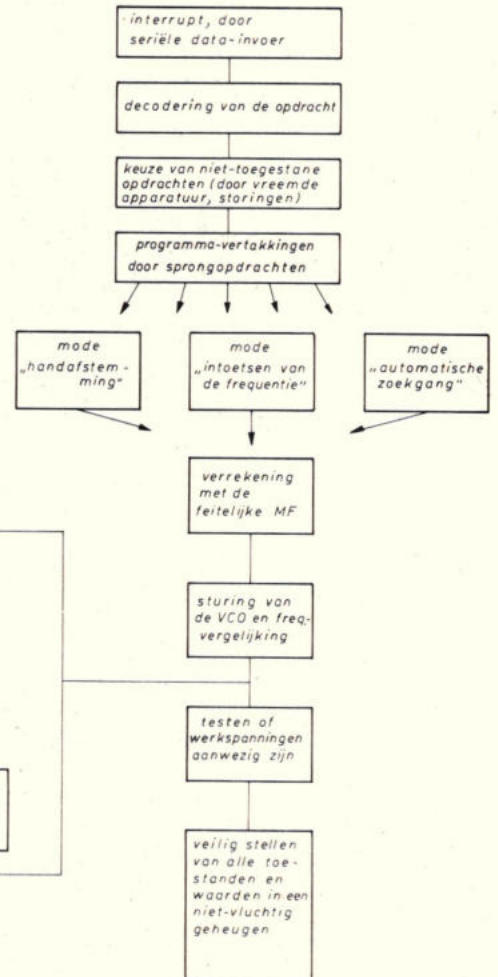 interrupt, door
seriële data-invoer
decodering van de opdracht
keuze van niet-toegestane
opdrachten (door vreemde
apparatuur, storingen)
programma-vertakkingen
door sprongopdrachten
mode
„handafstem-
ming"
mode
„intoetsen van
de frequentie"
mode
„automatische
zoekgang"
verrekening
met de
feitelijke MF
sturing van
de VCO en freq.-
vergelijking
testen of
werkspanningen
aanwezig zijn
veilig stellen
van alle toe-
standen en
waarden in een
niet-vluchtig
geheugen